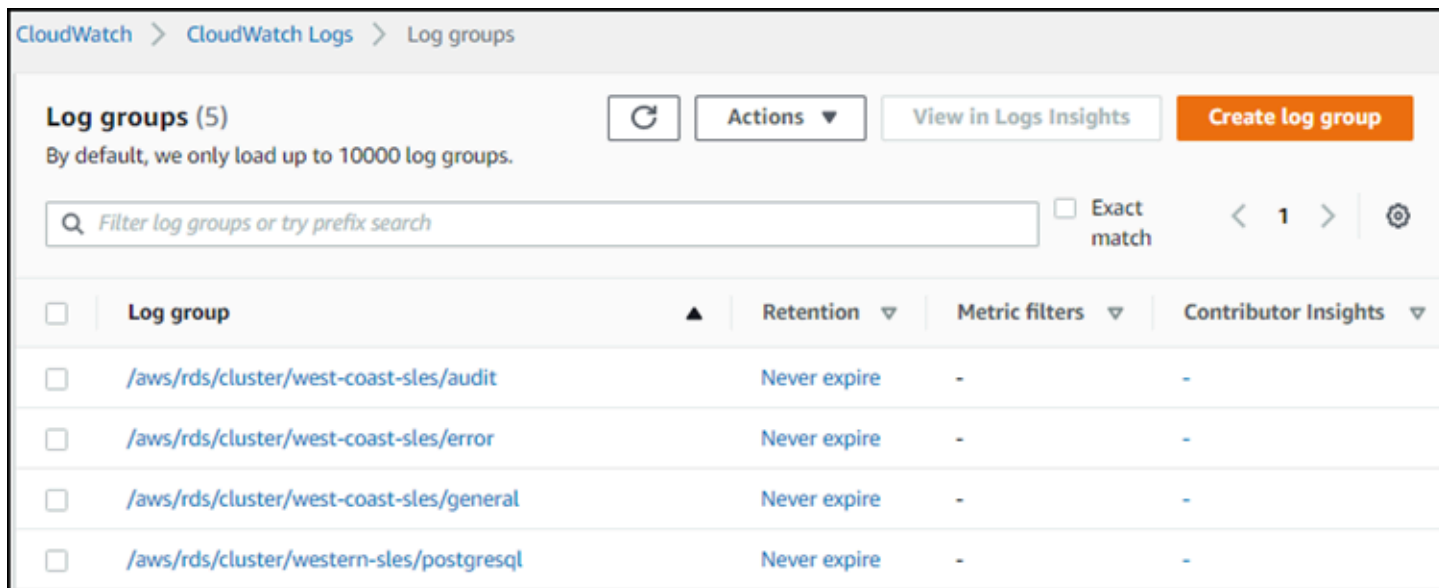 CloudWatch > CloudWatch Logs > Log groups
Log groups (5) Actions ▼ View in Logs Insights Create log group
By default, we only load up to 10000 log groups.
Filter log groups or try prefix search Exact match < 1 >
Log group ▲ Retention ▽ Metric filters ▽ Contributor Insights ▽
/aws/rds/cluster/west-coast-sles/audit Never expire - -
/aws/rds/cluster/west-coast-sles/error Never expire - -
/aws/rds/cluster/west-coast-sles/general Never expire - -
/aws/rds/cluster/western-sles/postgresql Never expire - -